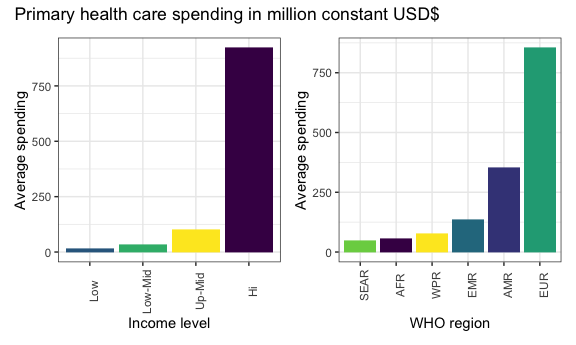 Primary health care spending in million constant USD$
Average spending
750
500
250
0
Low
Low-Mid
Up-Mid
Hi
Income level
Average spending
750
500
250
0
SEAR
AFR
WPR
EMR
AMR
EUR
WHO region